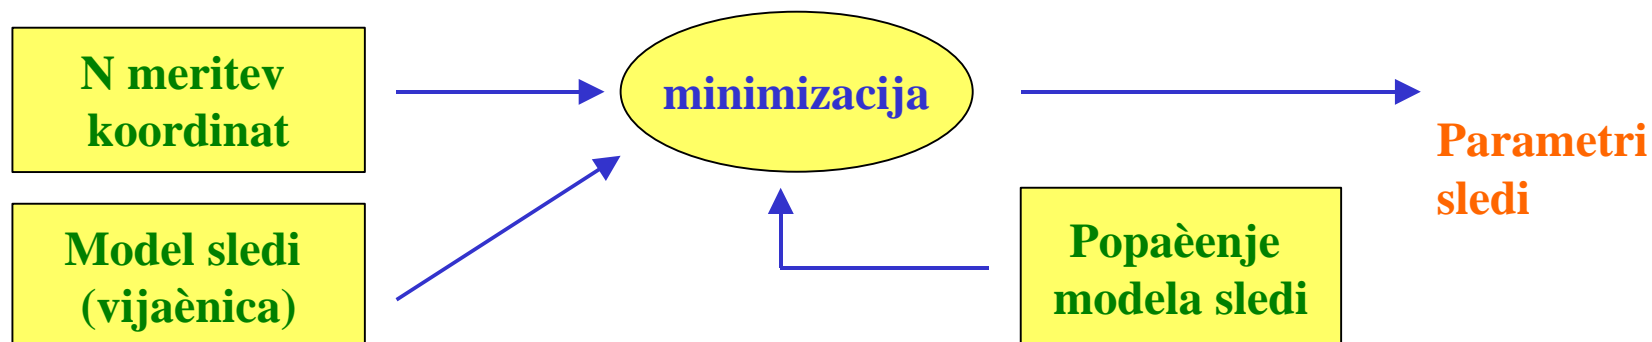 N meritev
koordinat
minimizacija
Parametri
sledi
Model sledi
(vijaènica)
Popaèenje
modela sledi